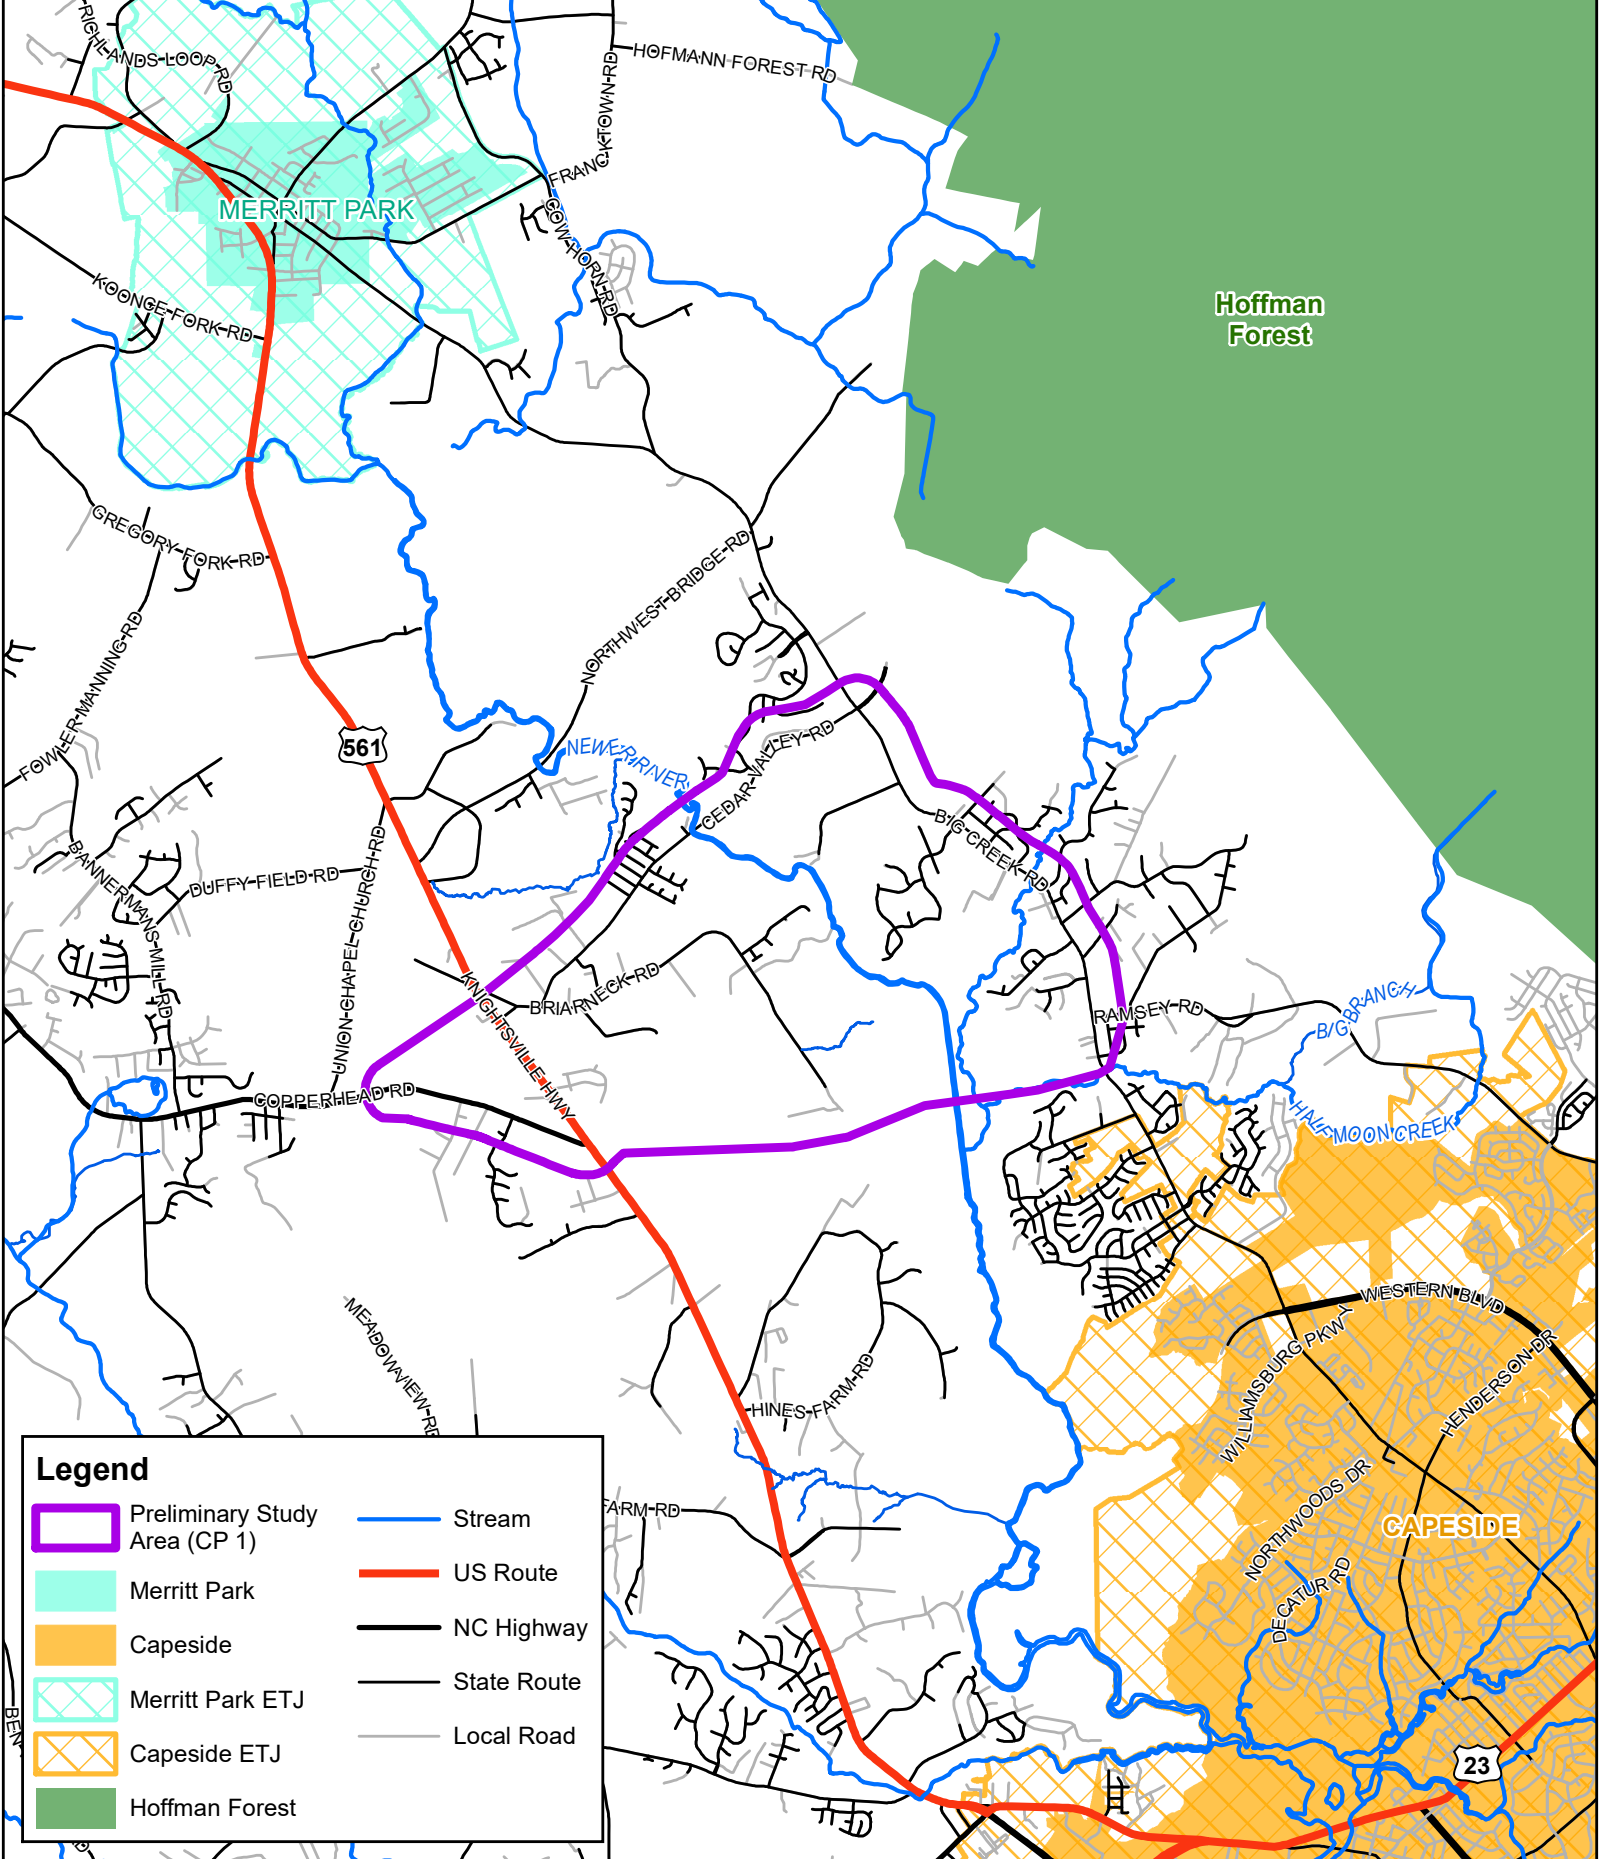 RICHLANDS LOOP RD
HOFMANN FOREST RD
FRANCKTOWN RD
MERRITT PARK
COW HORN RD
KOONCE FORK RD
Hoffman
Forest
GREGORY FORK RD
NORTHWEST BRIDGE RD
FOWLER MANNING RD
561
NEW RIVER
CEDAR VALLEY RD
BIG CREEK RD
BANNERMANS MILL RD
DUFFY FIELD RD
UNION CHAPEL CHURCH RD
KNIGHTSVILLE HWY
BRIARNECK RD
RAMSEY RD
BIG BRANCH
COPPERHEAD RD
HALF MOON CREEK
MEADOWVIEW RD
WESTERN BLVD
WILLIAMSBURG PKWY
HENDERSON DR
HINES FARM RD
NORTHWOODS DR
CAPESIDE
DECATUR RD
FARM RD
23
BEN
Legend
Preliminary Study
Area (CP 1)
Merritt Park
Capeside
Merritt Park ETJ
Capeside ETJ
Hoffman Forest
Stream
US Route
NC Highway
State Route
Local Road